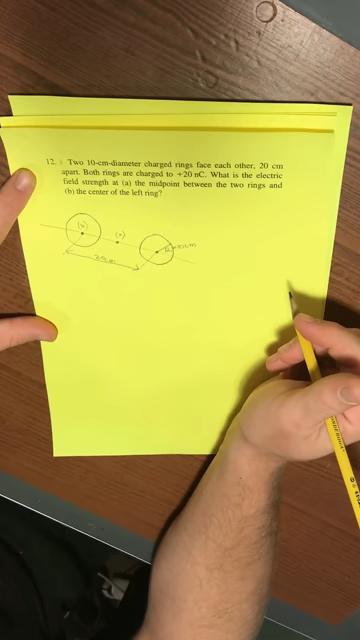 12. Two 10-cm-diameter charged rings face each other, 20 cm
apart. Both rings are charged to +20 nC. What is the electric
field strength at (a) the midpoint between the two rings and
(b) the center of the left ring?
(b)
(a)
20cm